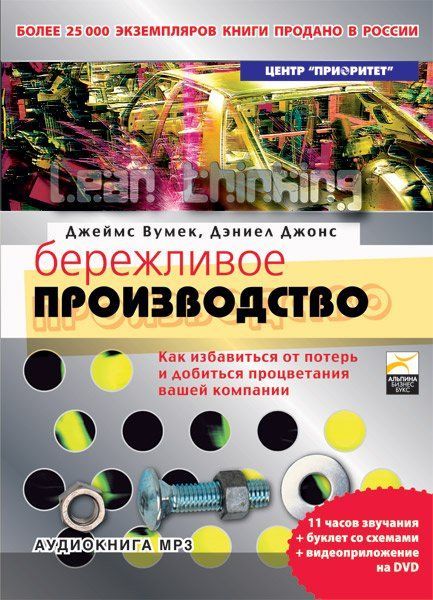 БОЛЕЕ 25 000 ЭКЗЕМПЛЯРОВ КНИГИ ПРОДАНО В РОССИИ
ЦЕНТР "ПРИОРИТЕТ"
Lean thinking
Джеймс Вумек, Дэниел Джонс
бережливое
ПРОИЗВОДСТВО
Как избавиться от потерь
и добиться процветания
вашей компании
АЛЬПИНА
БИЗНЕС
БУКС
11 часов звучания
+ буклет со схемами
+ видеоприложение
на DVD
АУДИОКНИГА MP3